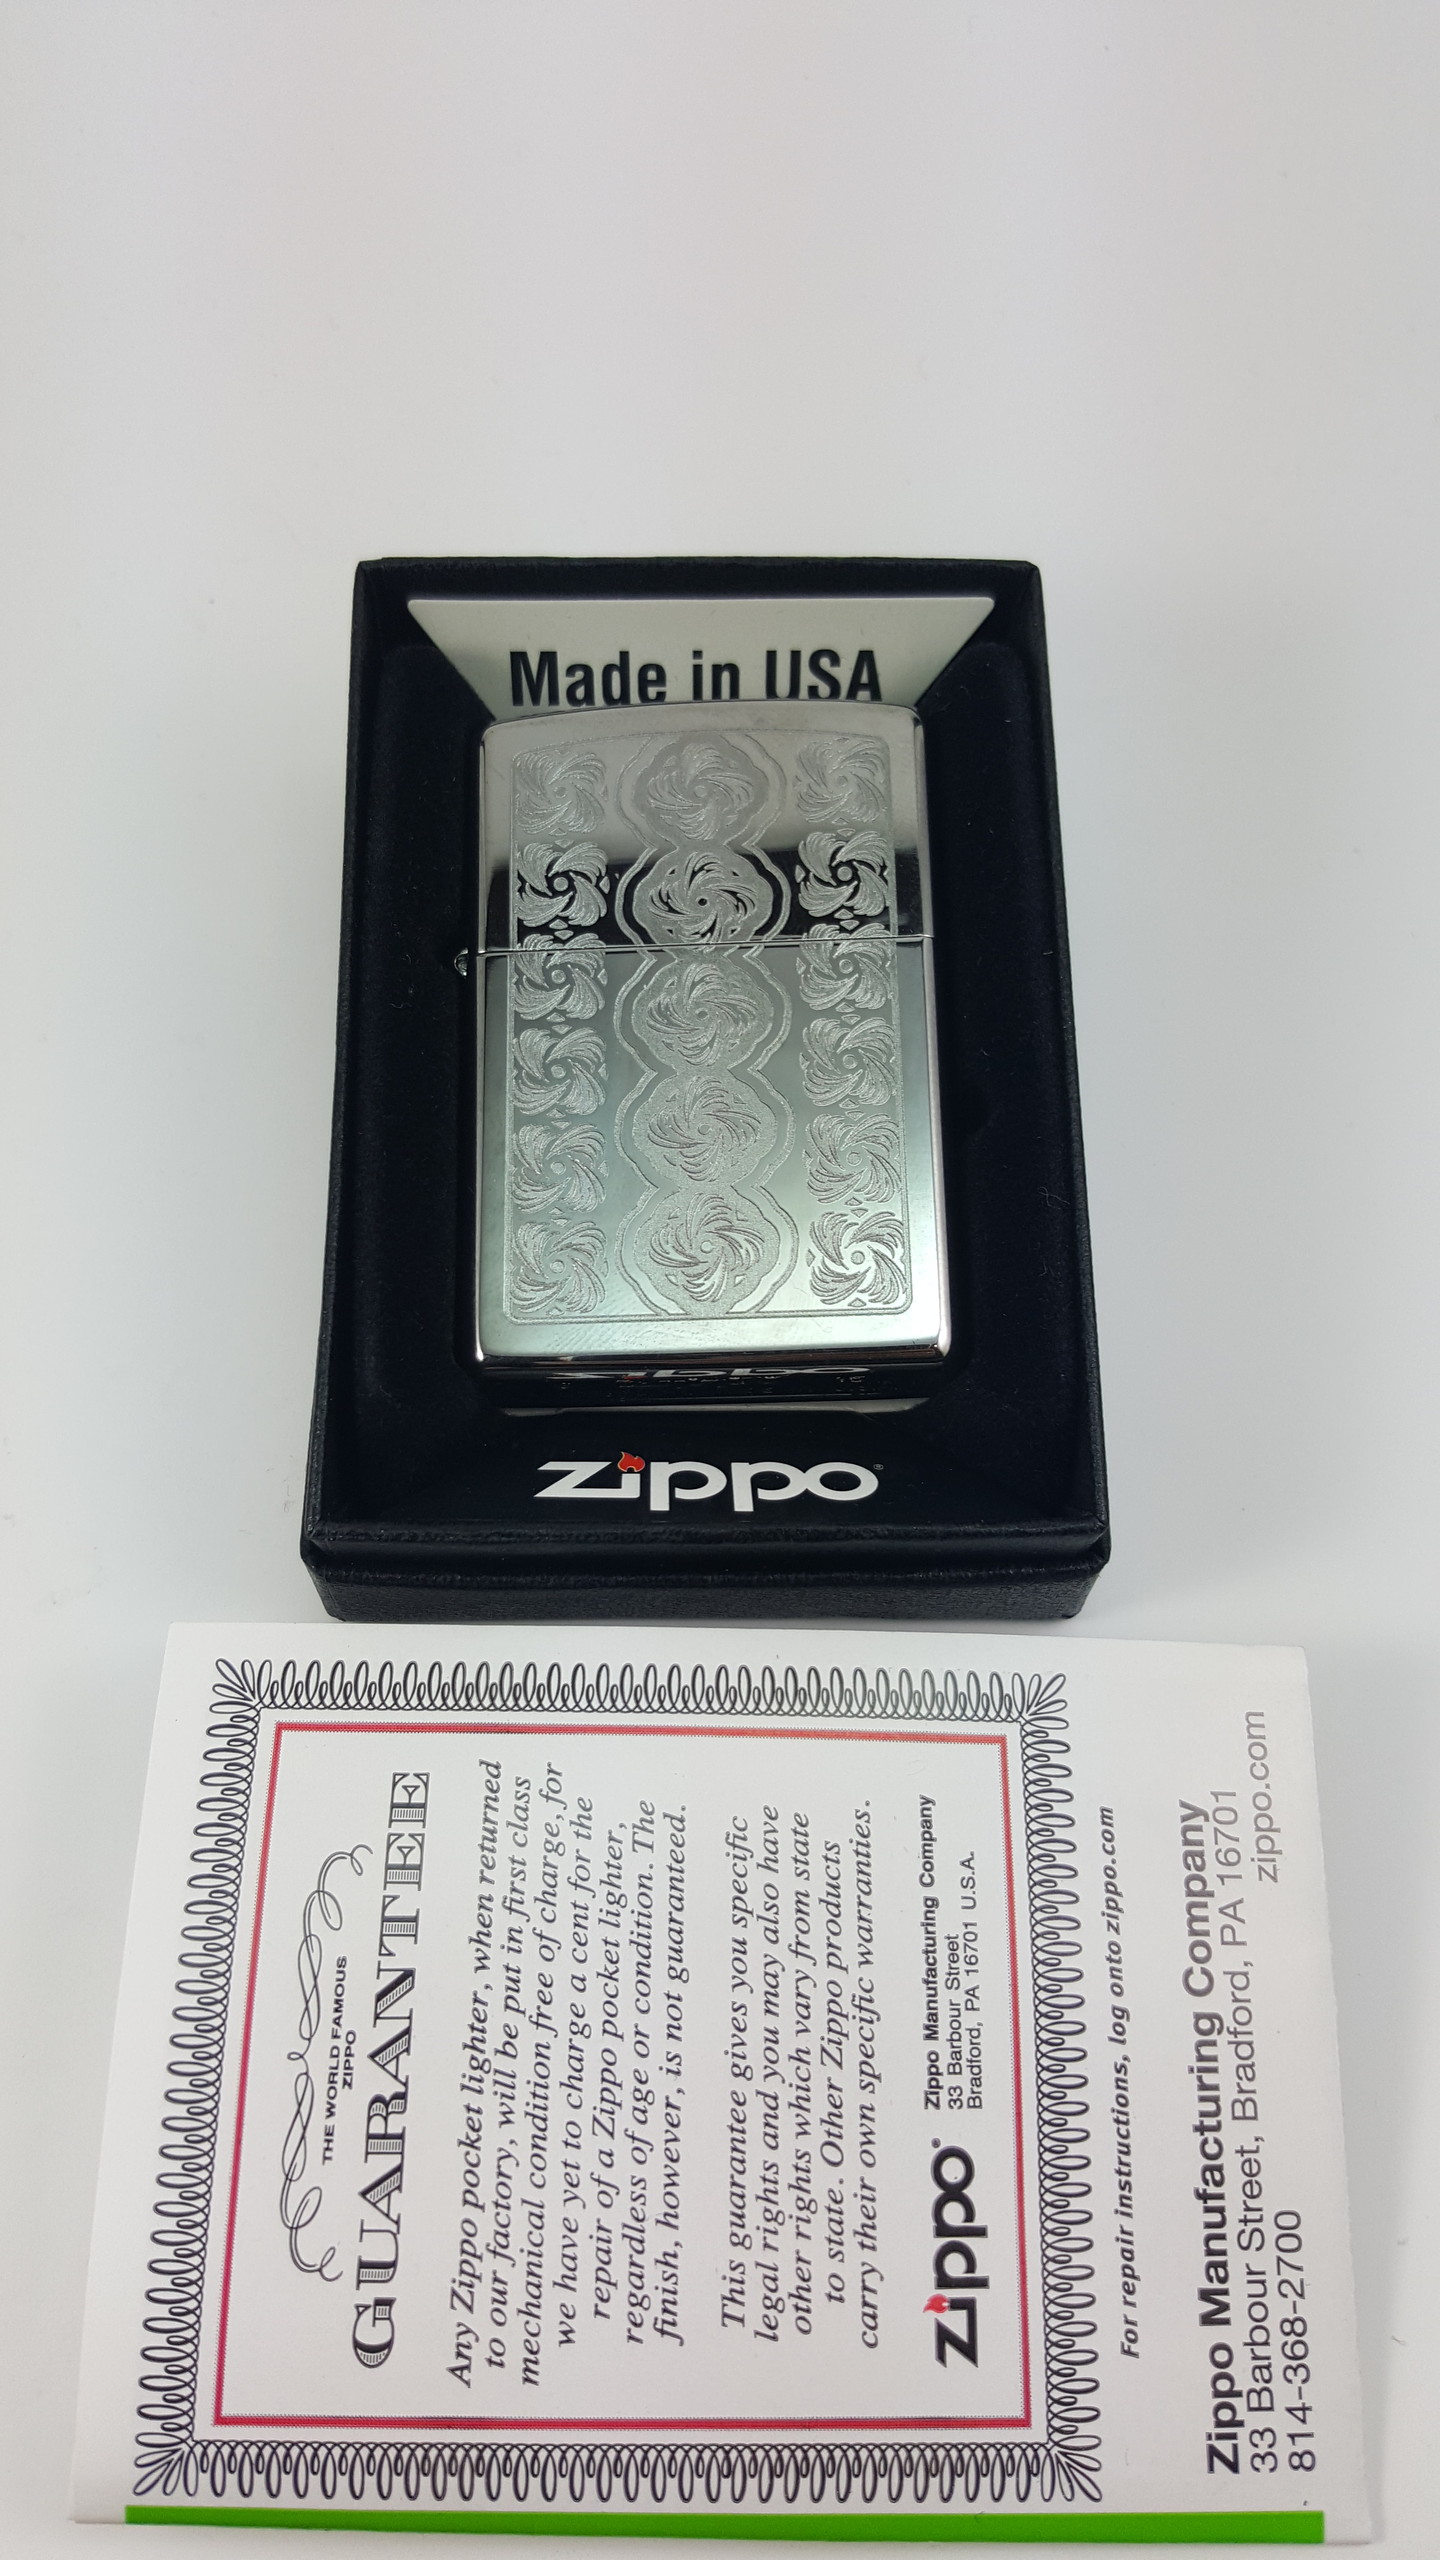 Made in USA
zippo
zippo
THE WORLD FAMOUS
ZIPPO
GUARANTEE
Any Zippo pocket lighter, when returned
to our factory, will be put in first class
mechanical condition free of charge, for
we have yet to charge a cent for the
repair of a Zippo pocket lighter,
regardless of age or condition. The
finish, however, is not guaranteed.
This guarantee gives you specific
legal rights and you may also have
other rights which vary from state
to state. Other Zippo products
carry their own specific warranties.
zippo®
Zippo Manufacturing Company
33 Barbour Street
Bradford, PA 16701 U.S.A.
For repair instructions, log onto zippo.com
Zippo Manufacturing Company
33 Barbour Street, Bradford, PA 16701
814-368-2700 zippo.com